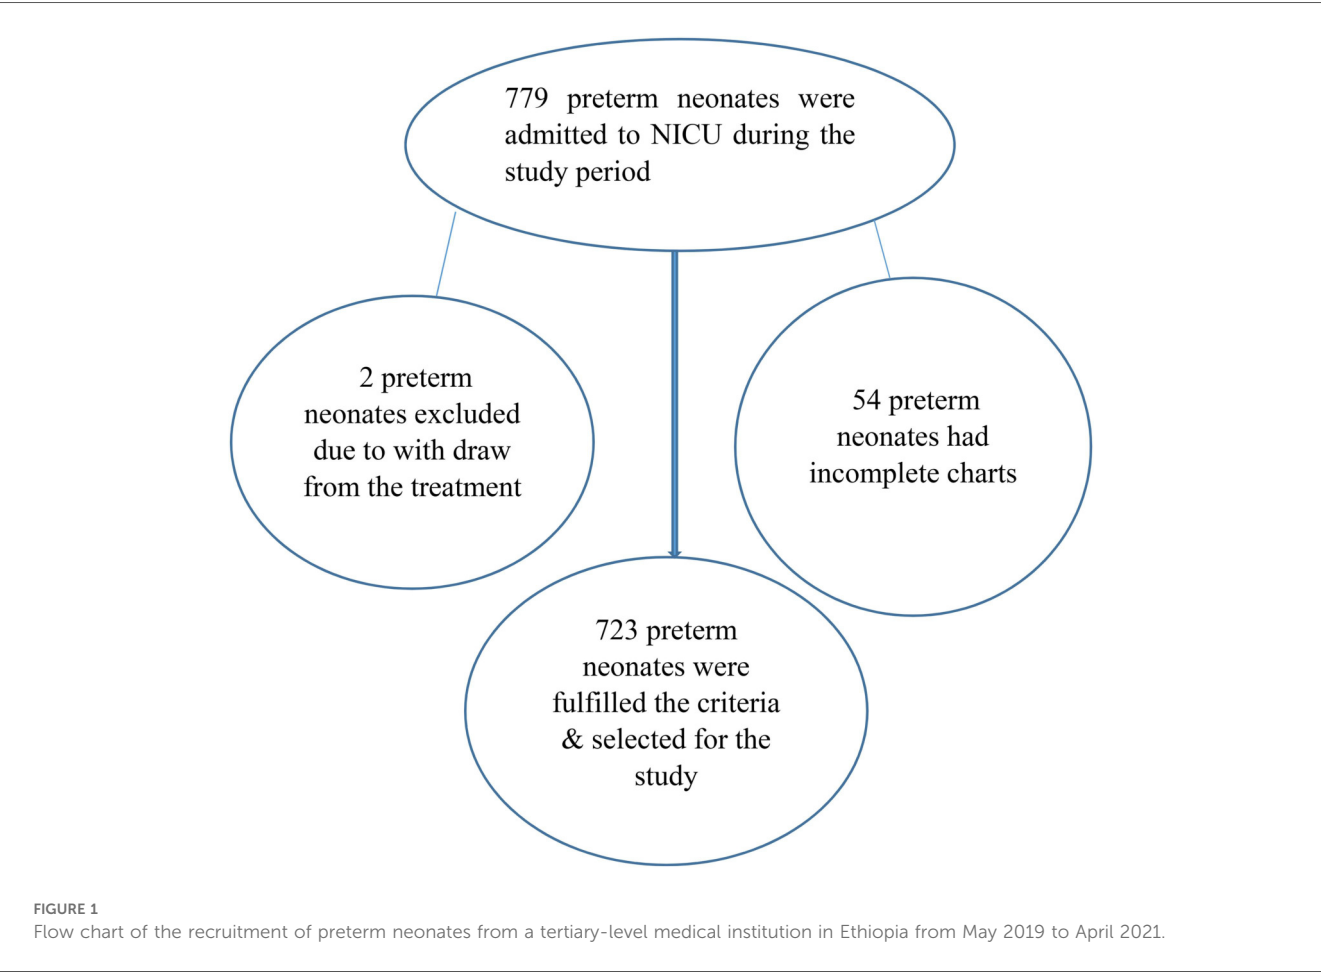 779 preterm neonates were
admitted to NICU during the
study period
2 preterm
neonates excluded
due to with draw
from the treatment
54 preterm
neonates had
incomplete charts
723 preterm
neonates were
fulfilled the criteria
& selected for the
study
FIGURE 1
Flow chart of the recruitment of preterm neonates from a tertiary-level medical institution in Ethiopia from May 2019 to April 2021.